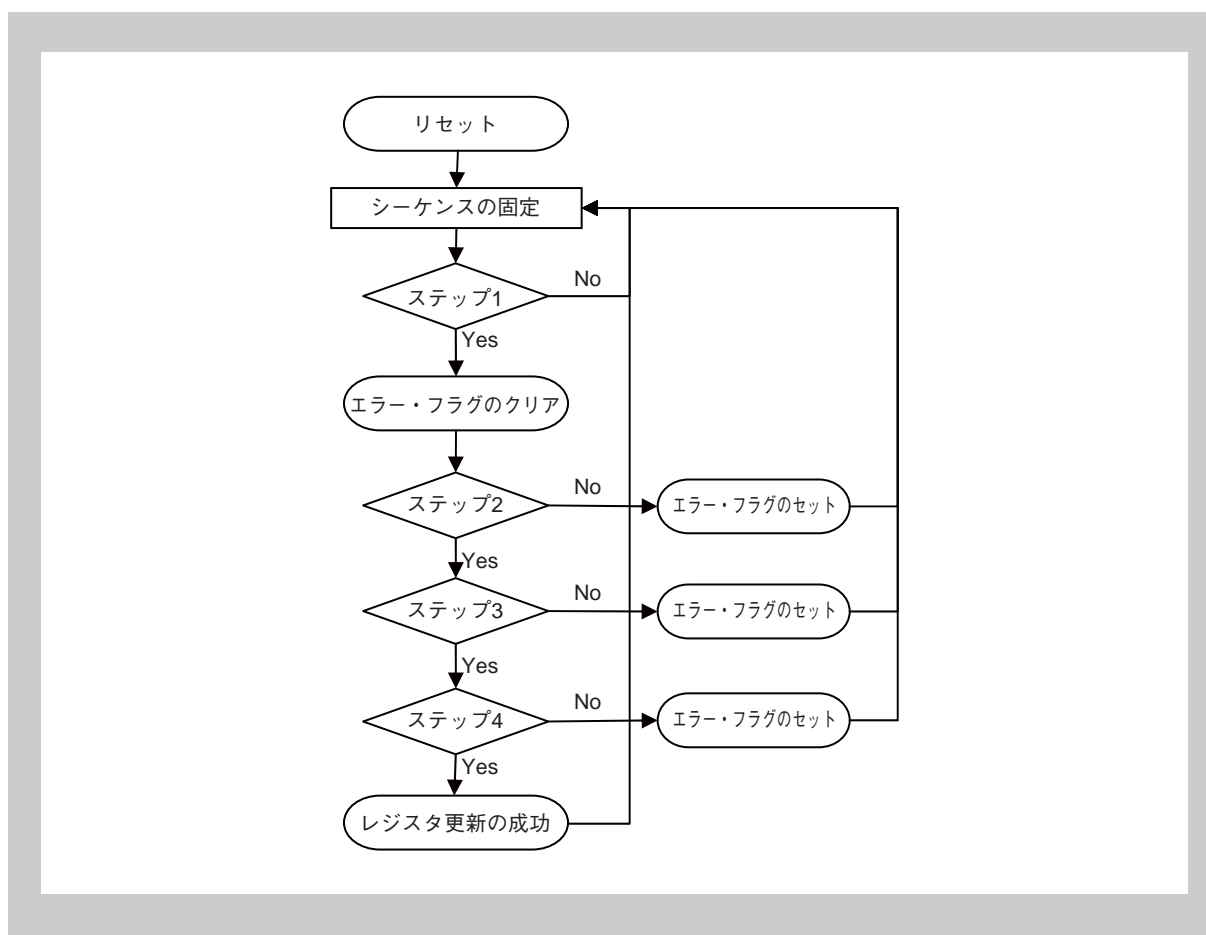 リセット
シーケンスの固定
ステップ1
No
Yes
エラー・フラグのクリア
ステップ2
No
エラー・フラグのセット
Yes
ステップ3
No
エラー・フラグのセット
Yes
ステップ4
No
エラー・フラグのセット
Yes
レジスタ更新の成功